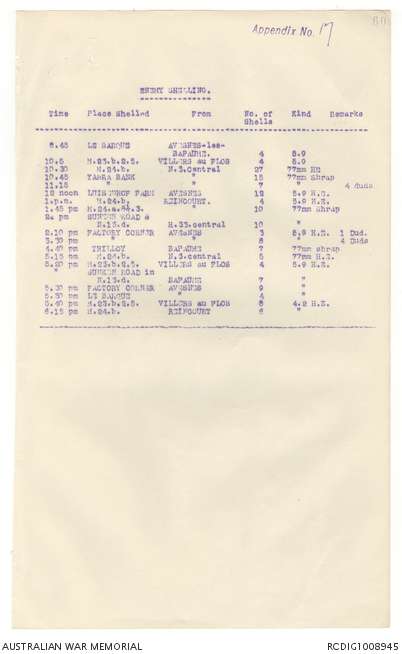 Appendix No. 17
ENEMY SHELLING.
Time Place Shelled From No. of Shells Kind Remarks
8.45 LE BARQUE AVESNES-les-
BAPAUME. 4 5.9
10.5 M.23.b.2.5. VILLERS au FLOS 4 5.9
10.30 M.24.b. N.3.Central 27 77mm HE
10.45 YARRA BANK " 15 77mm Shrap
11.15 " " 7 " 4 duds
12 noon LUISENHOF FARM AVESNES 12 5.9 H.E.
1.p.m. M.24.b. REINCOURT. 4 5.9 H.E.
1.45 pm M.24.a. .3. " 10 77mm Shrap
2. pm SUNKEN ROAD &
N.13.d. H.33.central 10 "
2.10 pm FACTORY CORNER AVESNES 3 5.9 H.E. 1 Dud.
3.30 pm " " 8 " 4 Duds
4.40 pm THILLOY BAPAUME 7 77mm shrap
5.15 pm M.24.b. N.3.central 5 77mm H.E.
5.20 pm M.23.b.2.5. VILLERS au FLOS 4 5.9 H.E.
" SUNKEN ROAD in
N.13.d. BAPAUME 7 "
5.30 pm FACTORY CORNER AVESNES 9 "
5.30 pm LE BARQUE " 4 "
5.40 pm M.23.b.2.5. VILLERS au FLOS 8 4.2 H.E.
6.15 pm M.24.b. REINCOURT 6 "
AUSTRALIAN WAR MEMORIAL RCDIG1008945